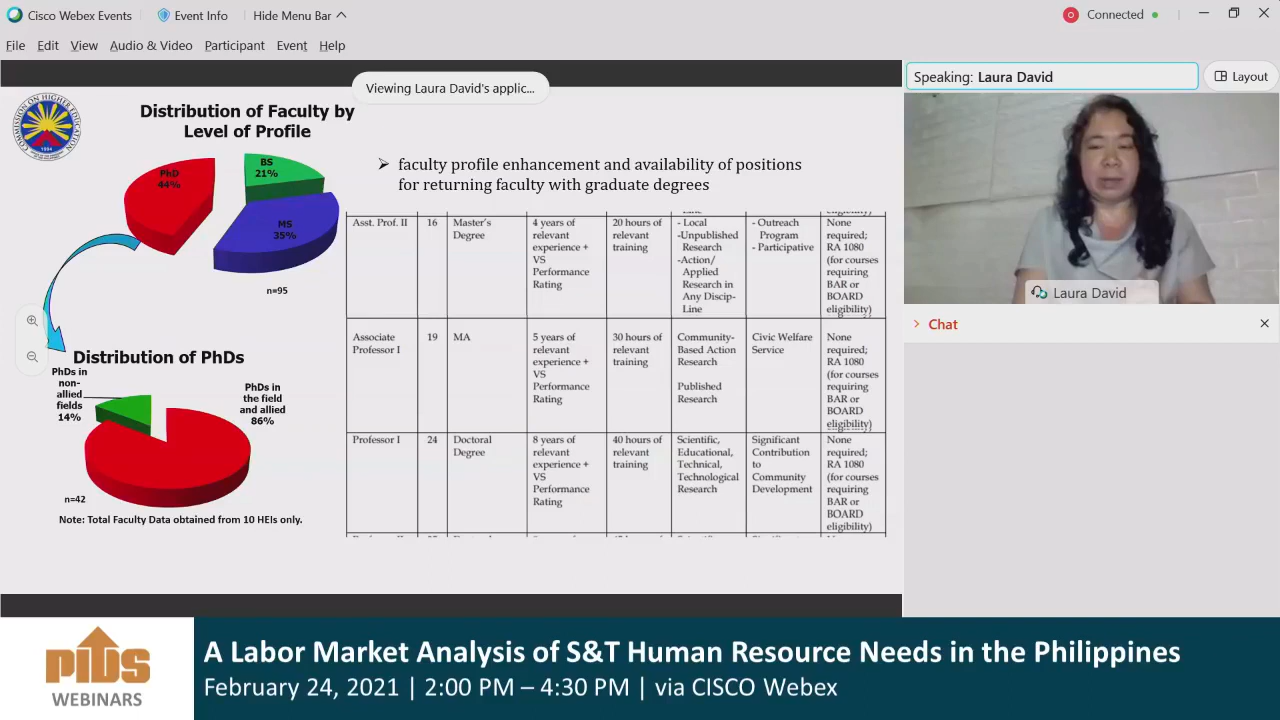 Cisco Webex Events
Event Info
Hide Menu Bar
Connected
File Edit View Audio & Video Participant Event Help
Viewing Laura David's applic...
Speaking: Laura David
Layout
COMMISSION ON HIGHER EDUCATION
1994
Distribution of Faculty by
Level of Profile
PhD
44%
BS
21%
MS
35%
n=95
Distribution of PhDs
PhDs in
non-
allied
fields
14%
PhDs in
the field
and allied
86%
n=42
Note: Total Faculty Data obtained from 10 HEIs only.
faculty profile enhancement and availability of positions
for returning faculty with graduate degrees
Asst. Prof. II
16
Master's
Degree
4 years of
relevant
experience +
VS
Performance
Rating
20 hours of
relevant
training
- Local
-Unpublished
Research
-Action/
Applied
Research in
Any Discip-
Line
- Outreach
Program
- Participative
eligibility)
None
required;
RA 1080
(for courses
requiring
BAR or
BOARD
eligibility)
Associate
Professor I
19
MA
5 years of
relevant
experience +
VS
Performance
Rating
30 hours of
relevant
training
Community-
Based Action
Research
Published
Research
Civic Welfare
Service
None
required;
RA 1080
(for courses
requiring
BAR or
BOARD
eligibility)
Professor I
24
Doctoral
Degree
8 years of
relevant
experience +
VS
Performance
Rating
40 hours of
relevant
training
Scientific,
Educational,
Technical,
Technological
Research
Significant
Contribution
to
Community
Development
None
required;
RA 1080
(for courses
requiring
BAR or
BOARD
eligibility)
Laura David
Chat
PIDS
WEBINARS
A Labor Market Analysis of S&T Human Resource Needs in the Philippines
February 24, 2021 | 2:00 PM – 4:30 PM | via CISCO Webex